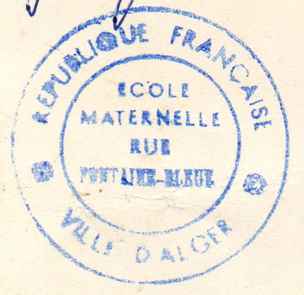 REPUBLIQUE FRANÇAISE
ECOLE
MATERNELLE
RUE
FONTAINE-BLEUE
VILLE D'ALGER